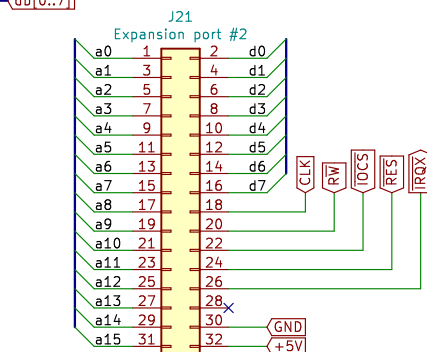 db[0..7]
J21
Expansion port #2
a0 1 2 d0
a1 3 4 d1
a2 5 6 d2
a3 7 8 d3
a4 9 10 d4
a5 11 12 d5
a6 13 14 d6
a7 15 16 d7
a8 17 18 CLK
a9 19 20 RW
a10 21 22 IOCS
a11 23 24 RES
a12 25 26 IRQX
a13 27 28
a14 29 30 GND
a15 31 32 +5V